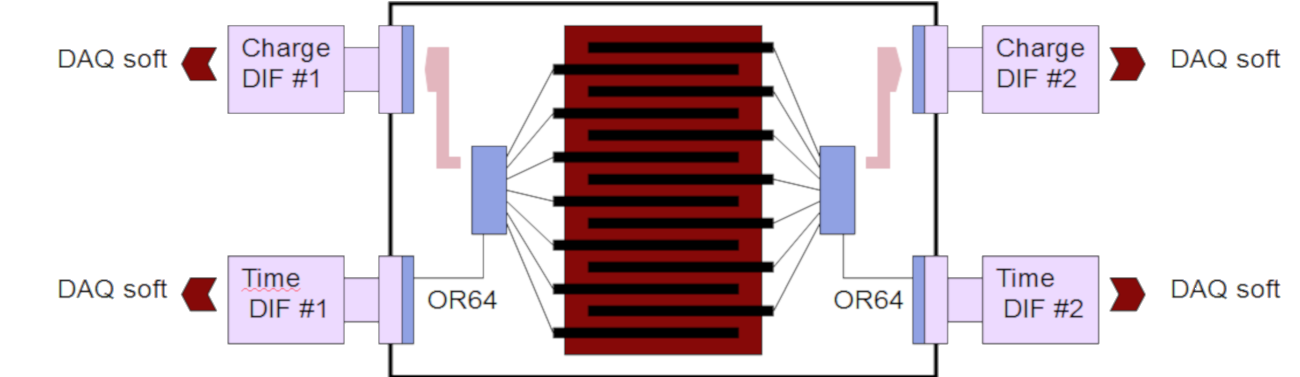 DAQ soft
Charge
DIF #1
Charge
DIF #2
DAQ soft
DAQ soft
Time
DIF #1
OR64
OR64
Time
DIF #2
DAQ soft